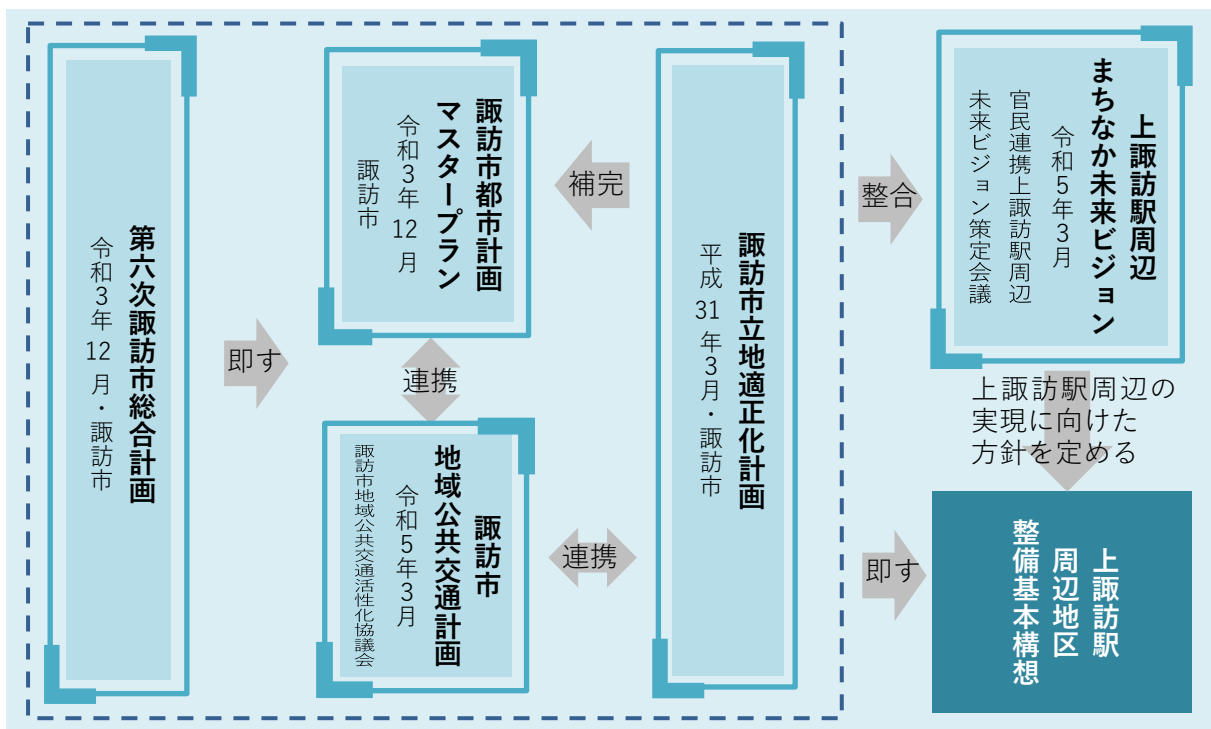 第六次諏訪市総合計画
令和3年12月・諏訪市
即す
諏訪市都市計画
マスタープラン
令和3年12月
諏訪市
連携
諏訪市
地域公共交通計画
令和5年3月
諏訪市地域公共交通活性化協議会
補完
連携
諏訪市立地適正化計画
平成31年3月・諏訪市
整合
即す
上諏訪駅周辺
まちなか未来ビジョン
令和5年3月
官民連携上諏訪駅周辺
未来ビジョン策定会議
上諏訪駅周辺の
実現に向けた
方針を定める
上諏訪駅
周辺地区
整備基本構想